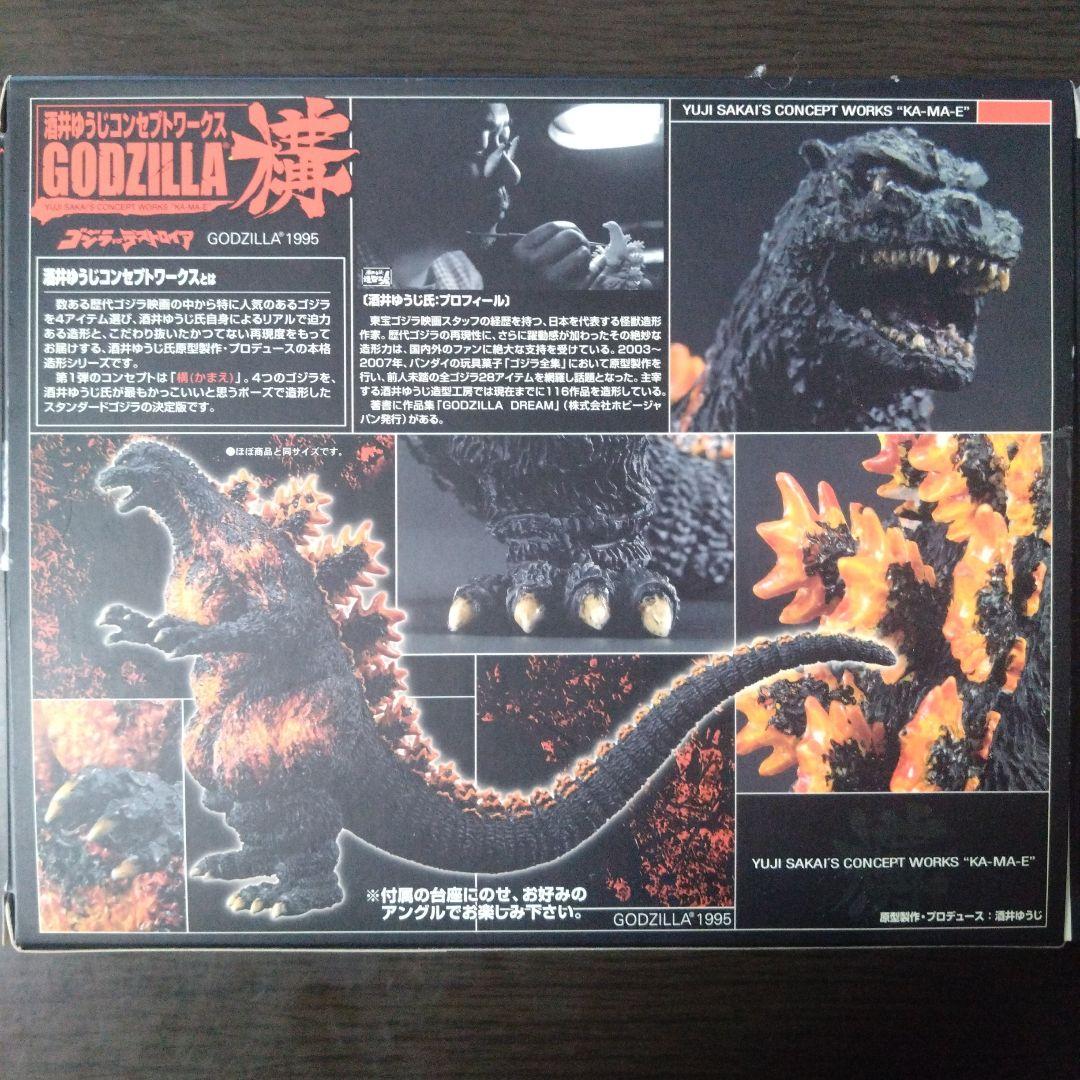 酒井ゆうじコンセプトワークス
GODZILLA®
構
YUJI SAKAI'S CONCEPT WORKS "KA-MA-E"
ゴジラvsデストロイア
GODZILLA® 1995
酒井ゆうじコンセプトワークスとは
数ある歴代ゴジラ映画の中から特に人気のあるゴジラ
を4アイテム選び、酒井ゆうじ氏自身によるリアルで迫力
ある造形と、こだわり抜いたかつてない再現度をもって
お届けする、酒井ゆうじ氏原型製作・プロデュースの本格
造形シリーズです。
第1弾のコンセプトは「構(かまえ)」。4つのゴジラを、
酒井ゆうじ氏が最もかっこいいと思うポーズで造形した
スタンダードゴジラの決定版です。
〔酒井ゆうじ氏:プロフィール〕
東宝ゴジラ映画スタッフの経歴を持つ、日本を代表する怪獣造形
作家。歴代ゴジラの再現性に、さらに躍動感が加わったその絶妙な
造形力は、国内外のファンに絶大な支持を受けている。2003〜
2007年、バンダイの玩具菓子「ゴジラ全集」において原型製作を
行い、前人未踏の全ゴジラ28アイテムを網羅し話題となった。主宰
する酒井ゆうじ造型工房では現在までに116作品を造形している。
著書に作品集「GODZILLA DREAM」(株式会社ホビージャ
パン発行)がある。
YUJI SAKAI'S CONCEPT WORKS "KA-MA-E"
●ほぼ商品と同サイズです。
※付属の台座にのせ、お好みの
アングルでお楽しみ下さい。
GODZILLA® 1995
YUJI SAKAI'S CONCEPT WORKS "KA-MA-E"
原型製作・プロデュース:酒井ゆうじ